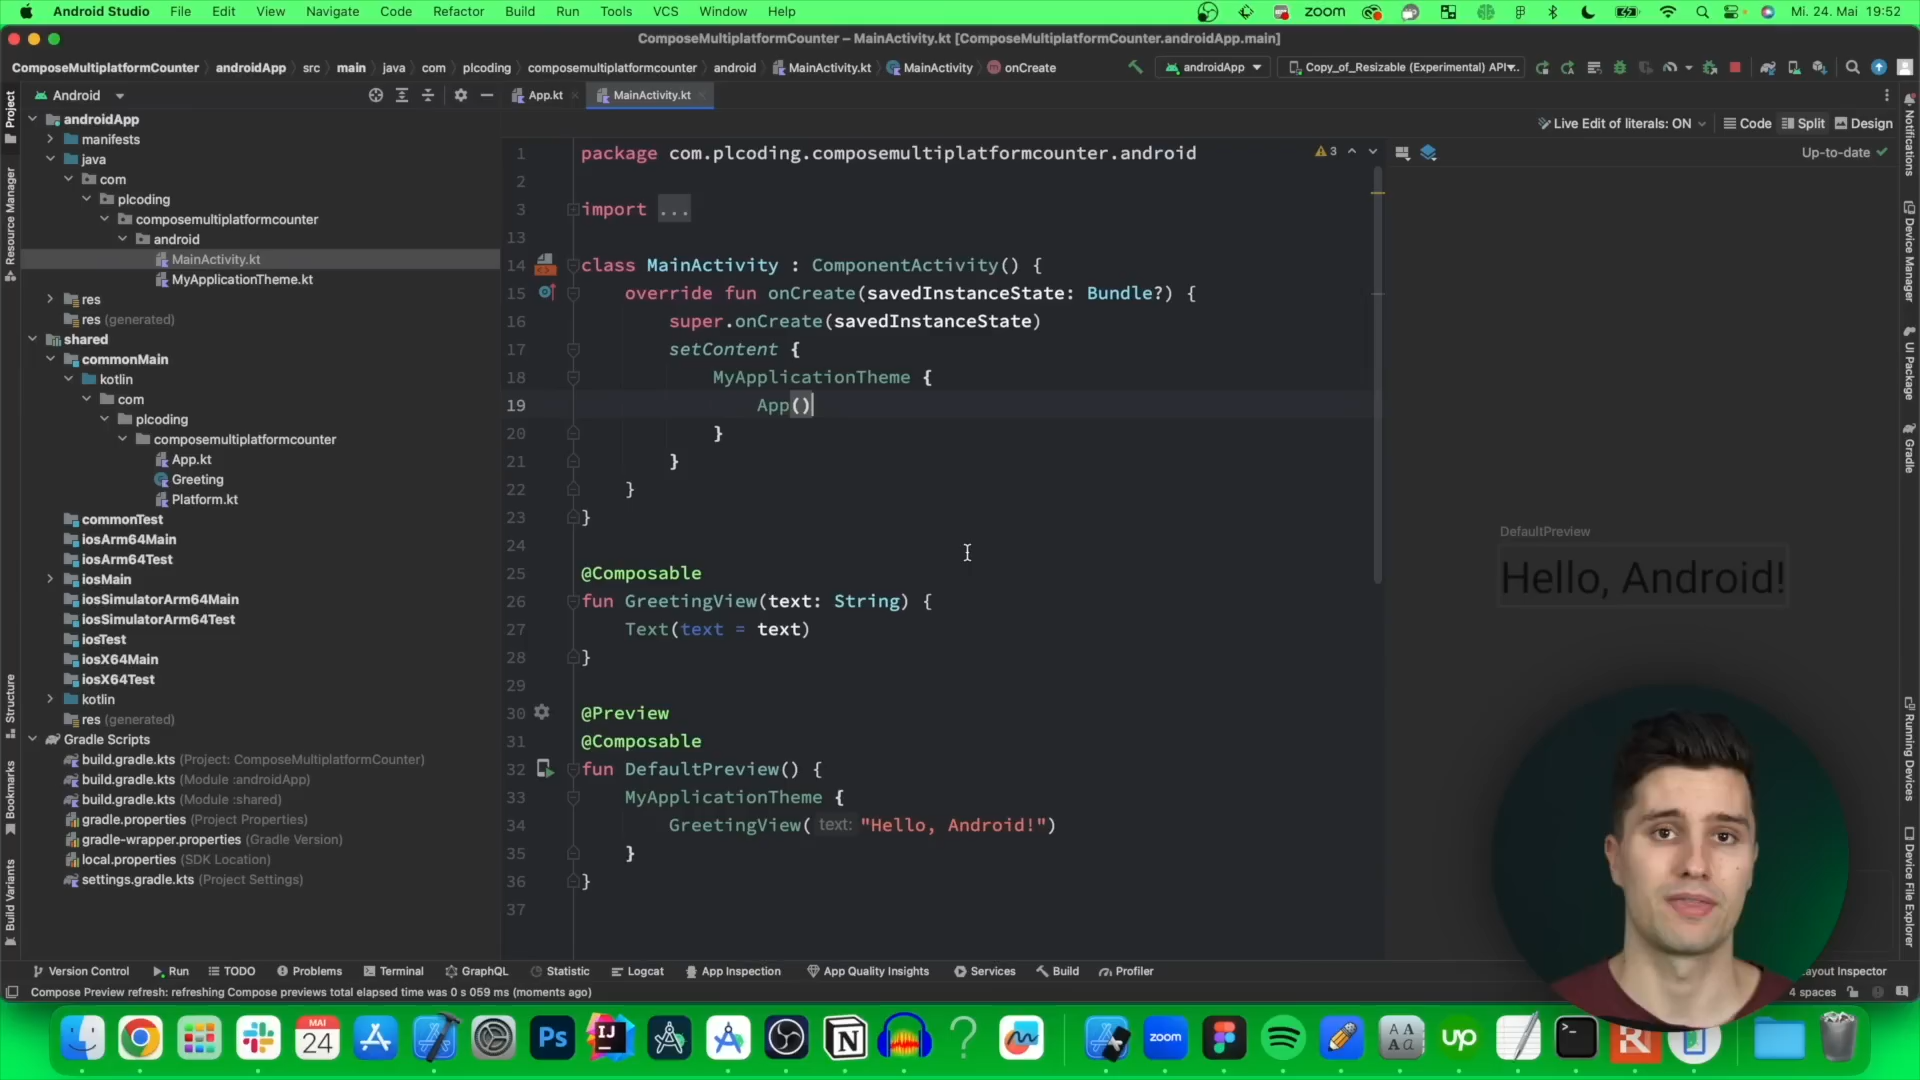 Android Studio File Edit View Navigate Code Refactor Build Run Tools VCS Window Help zoom Mi. 24. Mai 19:52
ComposeMultiplatformCounter – MainActivity.kt [ComposeMultiplatformCounter.androidApp.main]
ComposeMultiplatformCounter androidApp src main java com plcoding composemultiplatformcounter android MainActivity.kt MainActivity onCreate androidApp Copy_of_Resizable (Experimental) API
Project
Resource Manager
Structure
Bookmarks
Build Variants
Android
androidApp
manifests
java
com
plcoding
composemultiplatformcounter
android
MainActivity.kt
MyApplicationTheme.kt
res
res (generated)
shared
commonMain
kotlin
com
plcoding
composemultiplatformcounter
App.kt
Greeting
Platform.kt
commonTest
iosArm64Main
iosArm64Test
iosMain
iosSimulatorArm64Main
iosSimulatorArm64Test
iosTest
iosX64Main
iosX64Test
kotlin
res (generated)
Gradle Scripts
build.gradle.kts (Project: ComposeMultiplatformCounter)
build.gradle.kts (Module :androidApp)
build.gradle.kts (Module :shared)
gradle.properties (Project Properties)
gradle-wrapper.properties (Gradle Version)
local.properties (SDK Location)
settings.gradle.kts (Project Settings)
App.kt MainActivity.kt
Live Edit of literals: ON Code Split Design
3
Up-to-date
1 package com.plcoding.composemultiplatformcounter.android
2
3 import ...
13
14 class MainActivity : ComponentActivity() {
15 override fun onCreate(savedInstanceState: Bundle?) {
16 super.onCreate(savedInstanceState)
17 setContent {
18 MyApplicationTheme {
19 App()
20 }
21 }
22 }
23 }
24
25 @Composable
26 fun GreetingView(text: String) {
27 Text(text = text)
28 }
29
30 @Preview
31 @Composable
32 fun DefaultPreview() {
33 MyApplicationTheme {
34 GreetingView( text: "Hello, Android!")
35 }
36 }
37
DefaultPreview
Hello, Android!
Notifications
Device Manager
UI Package
Gradle
Running Devices
Device File Explorer
Version Control Run TODO Problems Terminal GraphQL Statistic Logcat App Inspection App Quality Insights Services Build Profiler ayout Inspector
Compose Preview refresh: refreshing Compose previews total elapsed time was 0 s 059 ms (moments ago) 4 spaces
MAI
24
Ps
IJ
zoom
AA
Aa
up
R